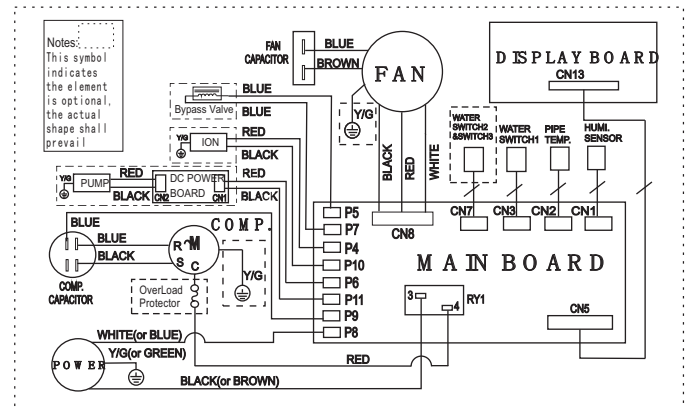 Notes:
This symbol
indicates
the element
is optional,
the actual
shape shall
prevail
FAN
CAPACITOR
BLUE
BROWN
FAN
Y/G
BLACK
RED
WHITE
DISPLAY BOARD
CN13
BLUE
Bypass Valve
BLUE
Y/G
ION
RED
BLACK
Y/G
PUMP
RED
BLACK
DC POWER
BOARD
CN2
CN1
RED
BLACK
WATER
SWITCH2
&SWITCH3
WATER
SWITCH1
PIPE
TEMP.
HUMI.
SENSOR
CN7
CN3
CN2
CN1
CN8
P5
P7
P4
P10
P6
P11
P9
P8
MAIN BOARD
3
4
RY1
CN5
BLUE
BLUE
BLACK
COMP.
CAPACITOR
COMP.
R
M
S
C
Y/G
OverLoad
Protector
WHITE(or BLUE)
Y/G(or GREEN)
POWER
BLACK(or BROWN)
RED